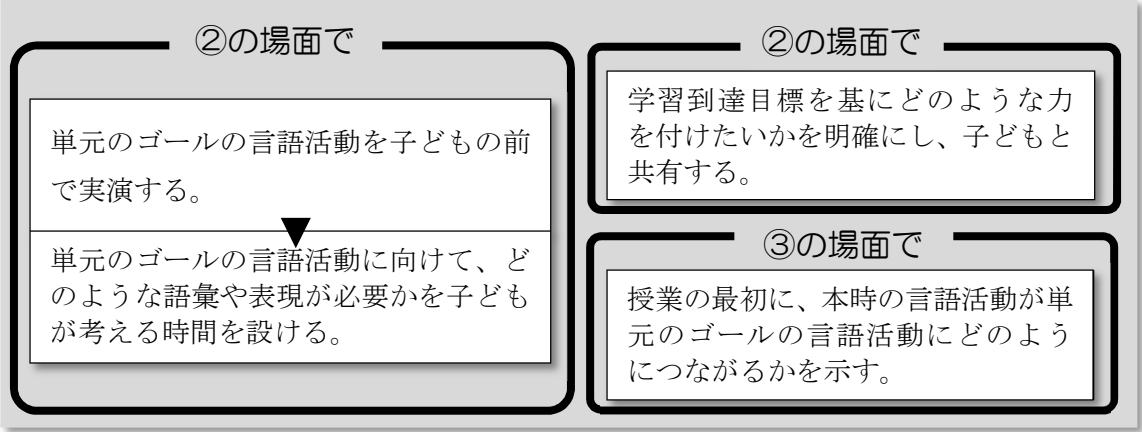 ②の場面で
単元のゴールの言語活動を子どもの前
で実演する。
▼
単元のゴールの言語活動に向けて、ど
のような語彙や表現が必要かを子ども
が考える時間を設ける。
②の場面で
学習到達目標を基にどのような力
を付けたいかを明確にし、子どもと
共有する。
③の場面で
授業の最初に、本時の言語活動が単
元のゴールの言語活動にどのよう
につながるかを示す。